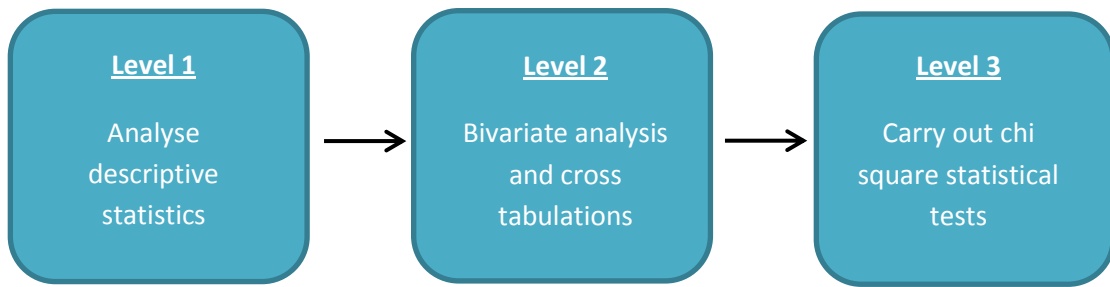 Level 1
Analyse
descriptive
statistics
Level 2
Bivariate analysis
and cross
tabulations
Level 3
Carry out chi
square statistical
tests